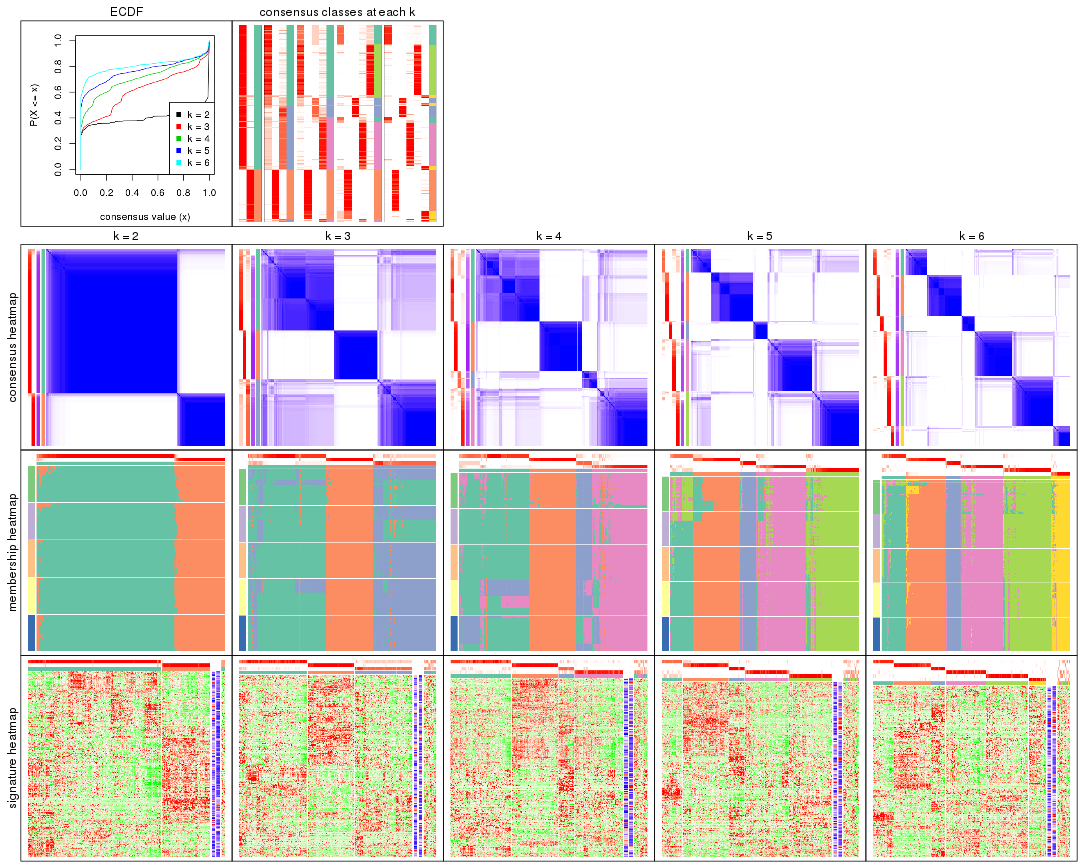 ECDF
consensus classes at each k
P(X <= x)
1.0
0.8
0.6
0.4
0.2
0.0
k = 2
k = 3
k = 4
k = 5
k = 6
0.0 0.2 0.4 0.6 0.8 1.0
consensus value (x)
k = 2 k = 3 k = 4 k = 5 k = 6
consensus heatmap
membership heatmap
signature heatmap